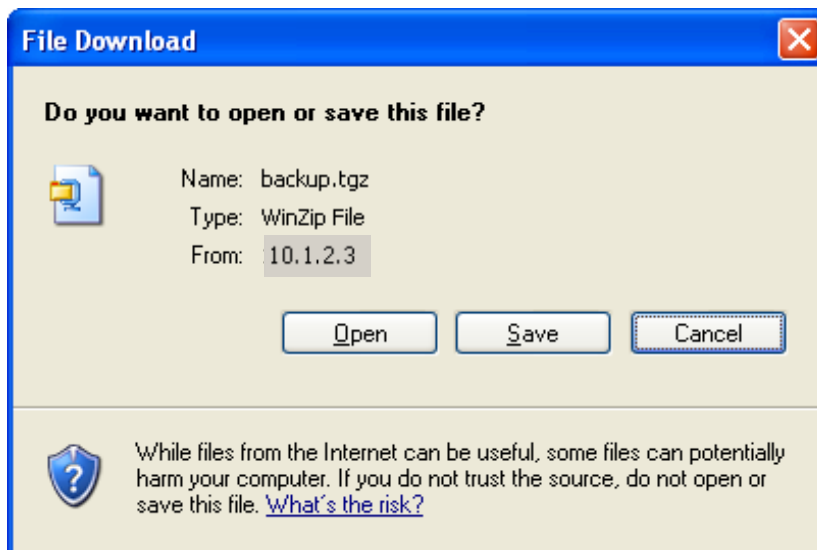 File Download
Do you want to open or save this file?
Name: backup.tgz
Type: WinZip File
From: 10.1.2.3
Open Save Cancel
While files from the Internet can be useful, some files can potentially
harm your computer. If you do not trust the source, do not open or
save this file. What's the risk?